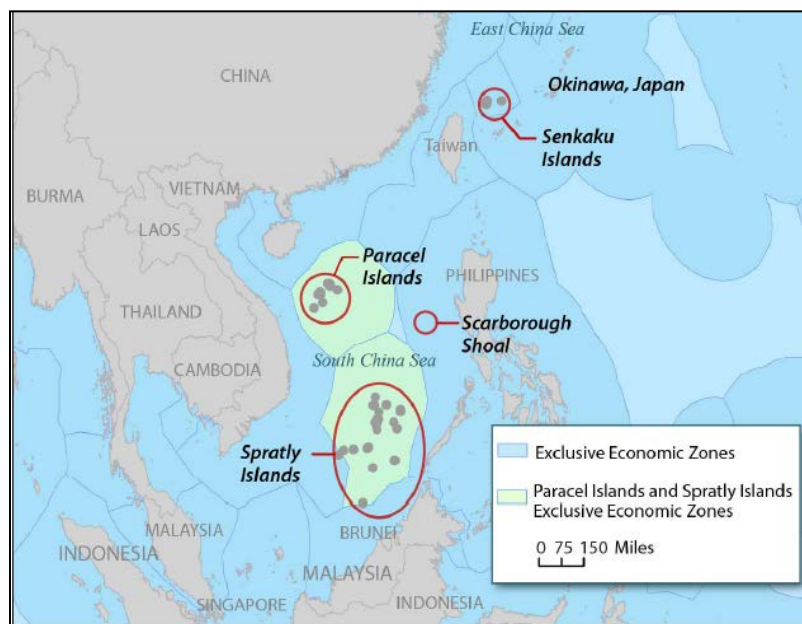 East China Sea
CHINA
Okinawa, Japan
Senkaku
Islands
Taiwan
VIETNAM
BURMA
LAOS
Paracel
Islands
PHILIPPINES
THAILAND
Scarborough
Shoal
CAMBODIA
South China Sea
Spratly
Islands
Exclusive Economic Zones
Paracel Islands and Spratly Islands
Exclusive Economic Zones
0 75 150 Miles
BRUNEI
MALAYSIA
INDONESIA
MALAYSIA
SINGAPORE
INDONESIA